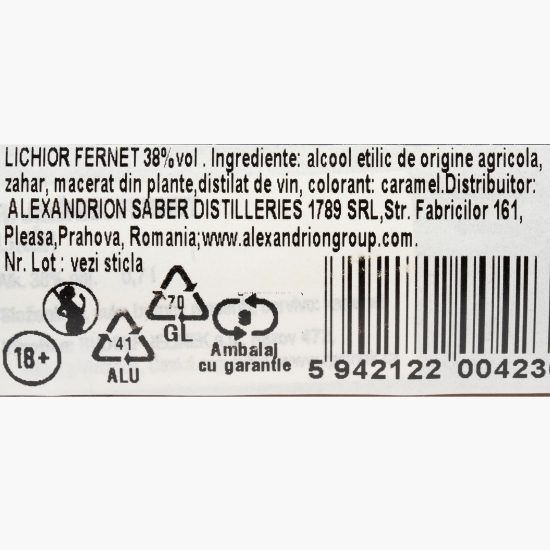 LICHIOR FERNET 38%vol . Ingrediente: alcool etilic de origine agricola,
zahar, macerat din plante,distilat de vin, colorant: caramel.Distribuitor:
ALEXANDRION SABER DISTILLERIES 1789 SRL,Str. Fabricilor 161,
Pleasa,Prahova, Romania;www.alexandriongroup.com.
Nr. Lot : vezi sticla
18+
41
ALU
70
GL
Ambalaj
cu garantie
5 942122 00423